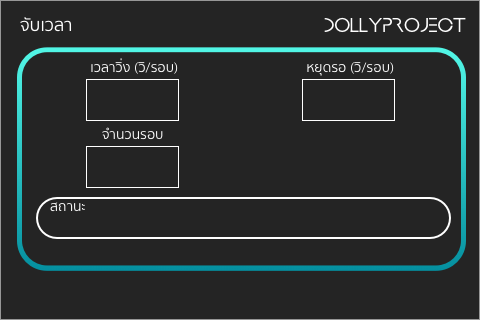 จับเวลา
DOLLYPROJECT
เวลาวิ่ง (วิ/รอบ)
หยุดรอ (วิ/รอบ)
จำนวนรอบ
สถานะ